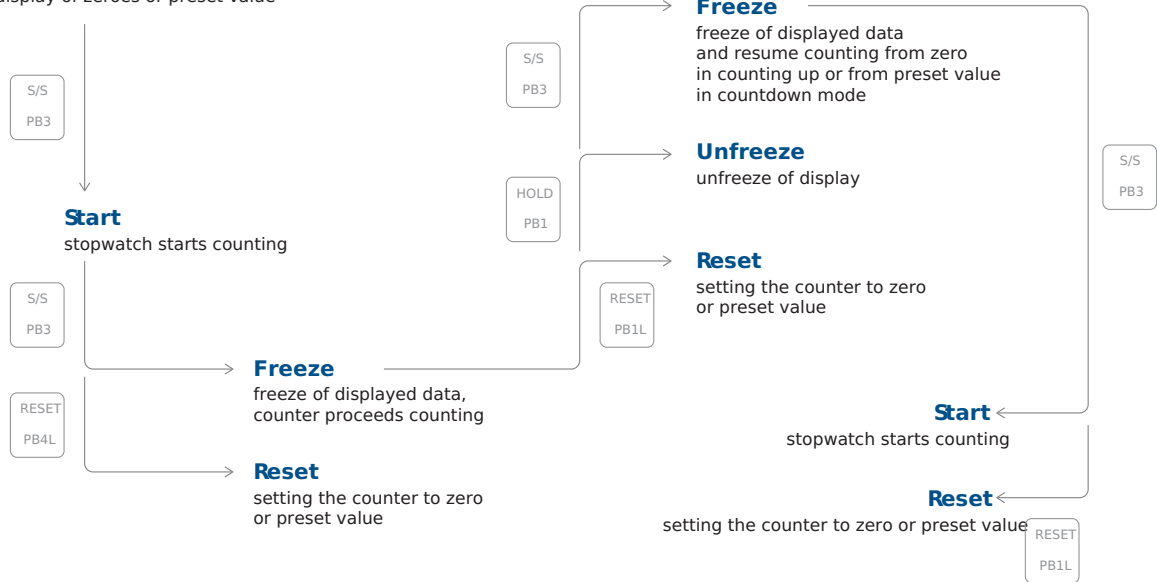 display of zeroes or preset value
S/S
PB3
Start
stopwatch starts counting
S/S
PB3
Freeze
freeze of displayed data,
counter proceeds counting
RESET
PB4L
Reset
setting the counter to zero
or preset value
S/S
PB3
Freeze
freeze of displayed data
and resume counting from zero
in counting up or from preset value
in countdown mode
HOLD
PB1
Unfreeze
unfreeze of display
RESET
PB1L
Reset
setting the counter to zero
or preset value
S/S
PB3
Start
stopwatch starts counting
Reset
setting the counter to zero or preset value
RESET
PB1L